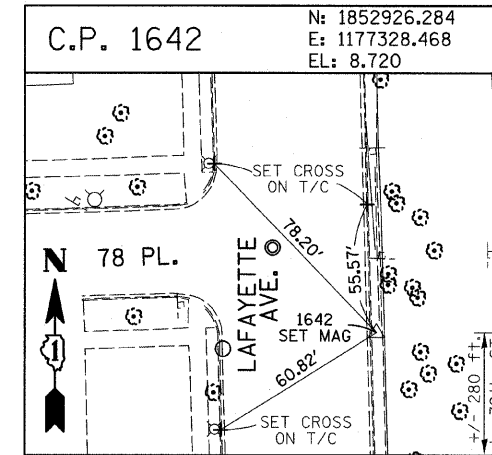 C.P. 1642
N: 1852926.284
E: 1177328.468
EL: 8.720
SET CROSS
ON T/C
78.20'
55.57'
N
78 PL.
LAFAYETTE
AVE.
1642
SET MAG
60.82'
1
SET CROSS
ON T/C
+/- 280 ft.